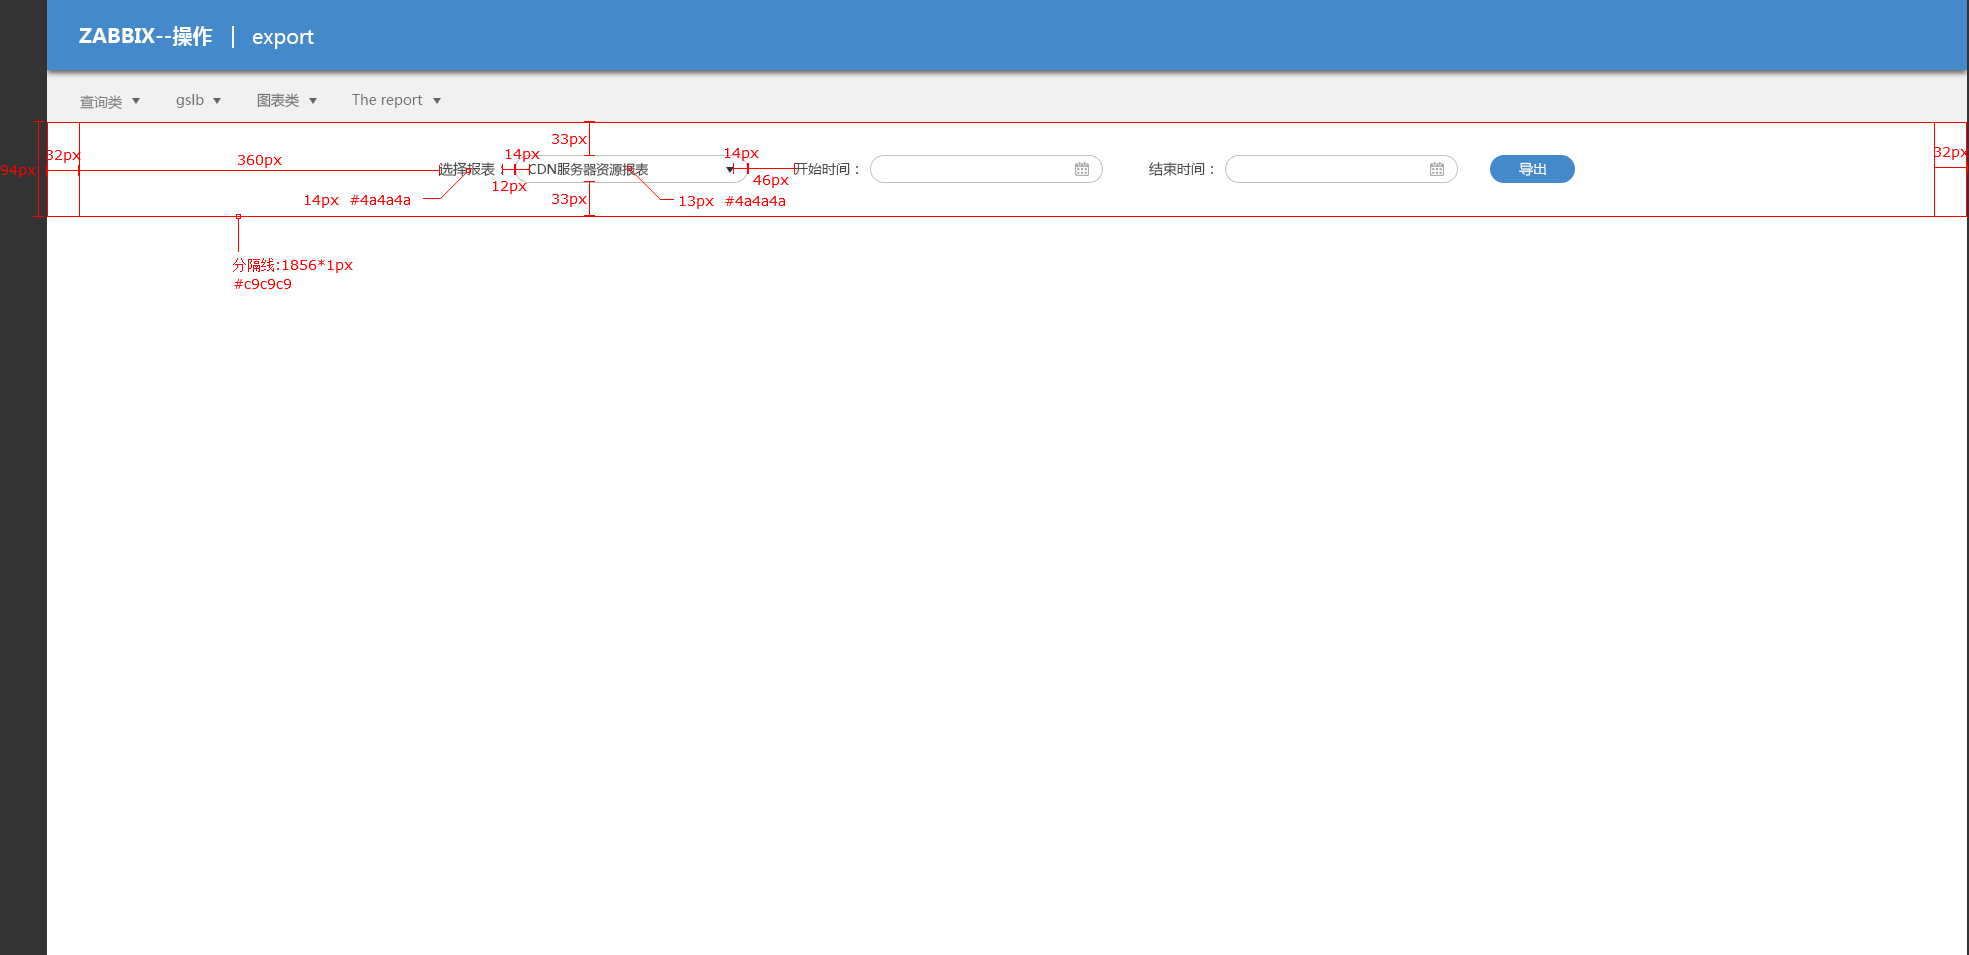 ZABBIX--操作 | export
查询类 gslb 图表类 The report
33px
94px 32px 360px 14px 14px 32px
选择报表： CDN服务器资源报表 开始时间： 结束时间： 导出
12px 46px
14px #4a4a4a 33px 13px #4a4a4a
分隔线:1856*1px
#c9c9c9